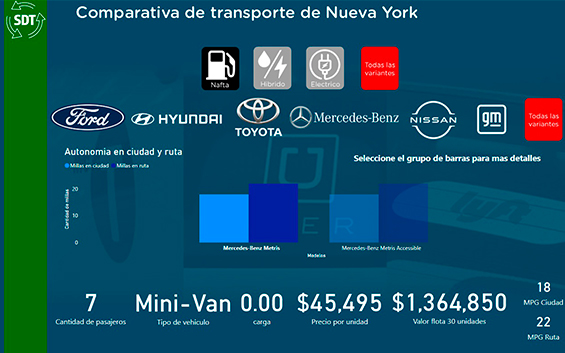 SDT
Comparativa de transporte de Nueva York
Nafta
Hibrido
Electrico
Todas las
variantes
Ford
HYUNDAI
TOYOTA
Mercedes-Benz
NISSAN
gm
Todas las
variantes
Autonomia en ciudad y ruta
Millas en ciudad Millas en ruta
Seleccione el grupo de barras para mas detalles
Cantidad de millas
20
10
0
UBER
lyft
Mercedes-Benz Metris
Mercedes-Benz Metris Accessible
Modelos
7
Cantidad de pasajeros
Mini-Van
Tipo de vehiculo
0.00
carga
$45,495
Precio por unidad
$1,364,850
Valor flota 30 unidades
18
MPG Ciudad
22
MPG Ruta